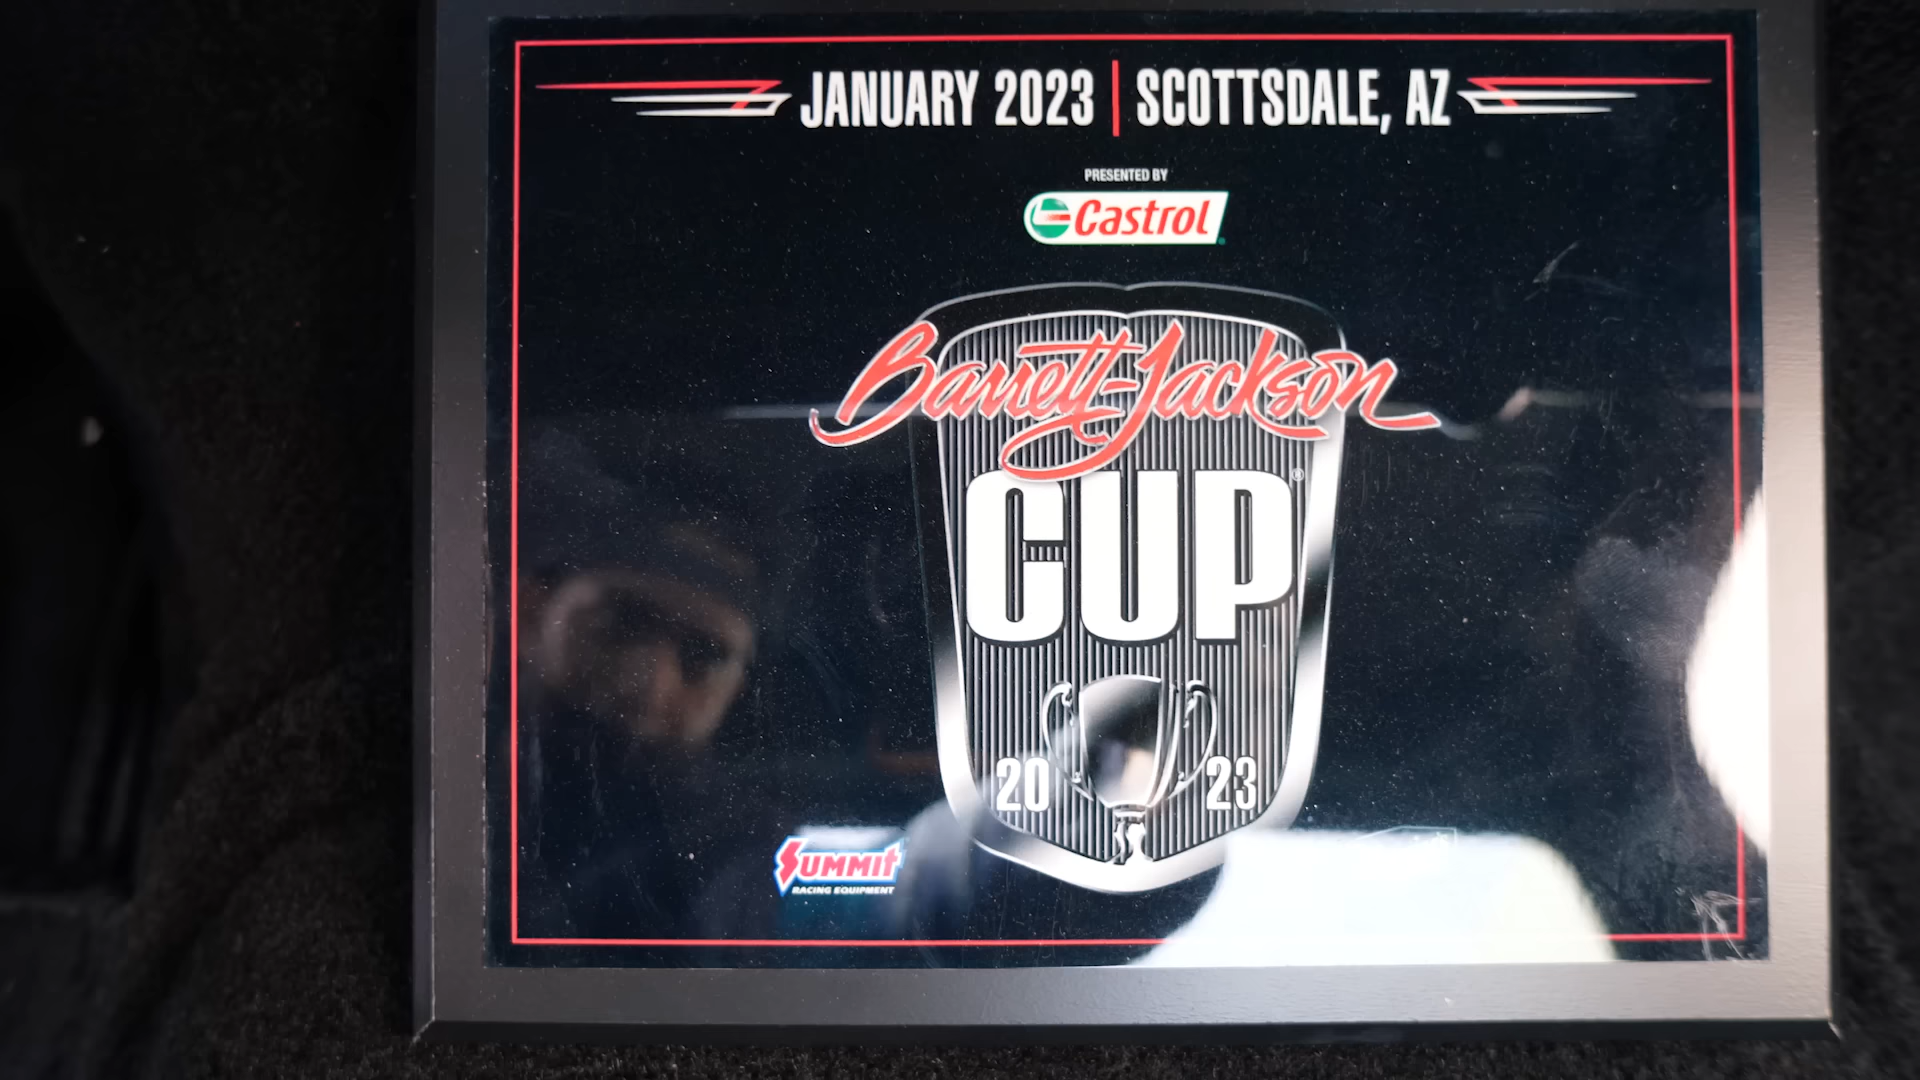 JANUARY 2023 | SCOTTSDALE, AZ
PRESENTED BY
Castrol
Barrett-Jackson
CUP®
20 23
SUMMIT
RACING EQUIPMENT